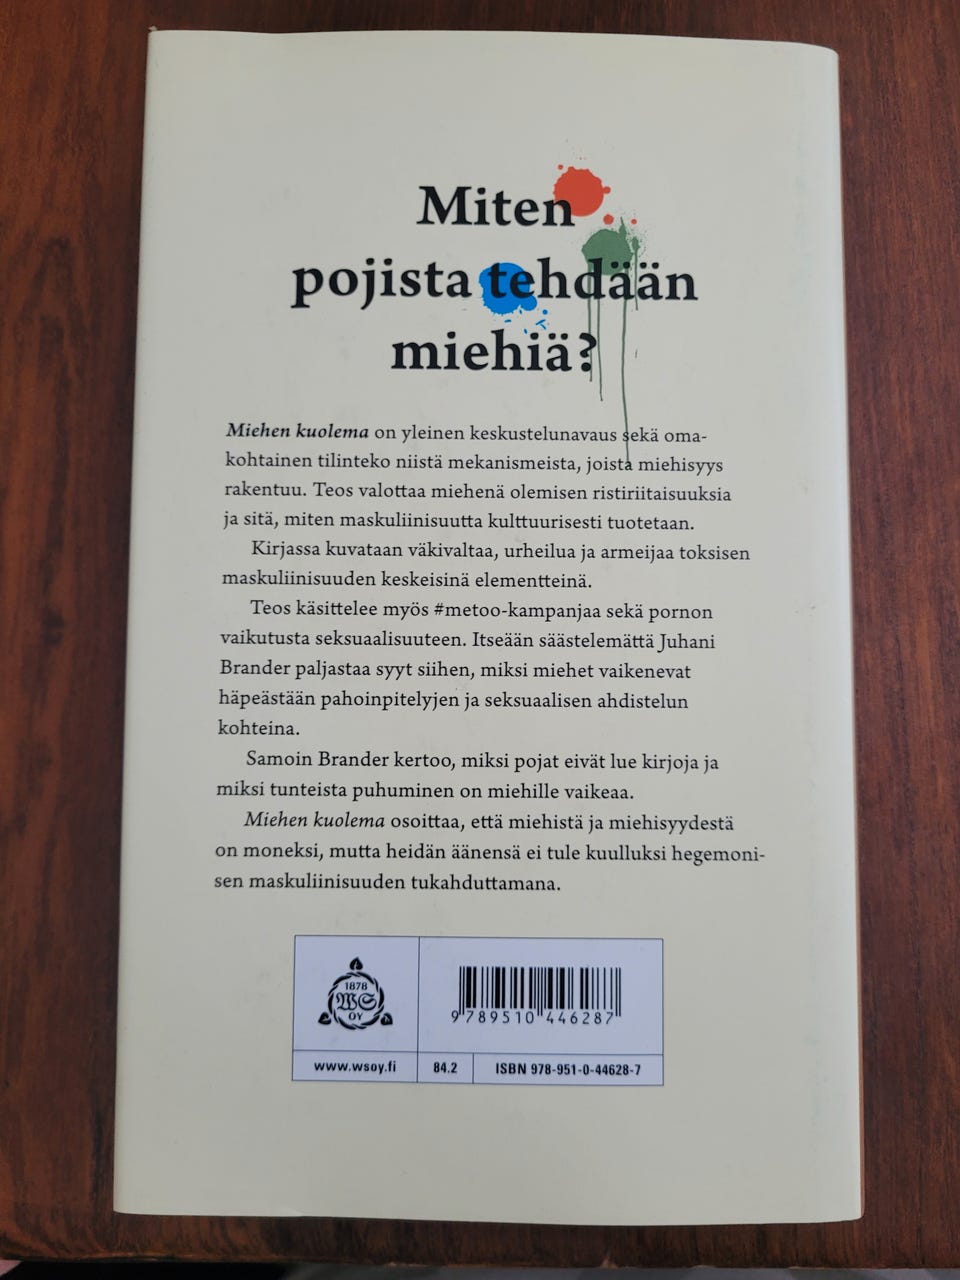 Miten
pojista tehdään
miehiä?
Miehen kuolema on yleinen keskustelunavaus sekä oma-
kohtainen tilinteko niistä mekanismeista, joista miehisyys
rakentuu. Teos valottaa miehenä olemisen ristiriitaisuuksia
ja sitä, miten maskuliinisuutta kulttuurisesti tuotetaan.
Kirjassa kuvataan väkivaltaa, urheilua ja armeijaa toksisen
maskuliinisuuden keskeisinä elementteinä.
Teos käsittelee myös #metoo-kampanjaa sekä pornon
vaikutusta seksuaalisuuteen. Itseään säästelemättä Juhani
Brander paljastaa syyt siihen, miksi miehet vaikenevat
häpeästään pahoinpitelyjen ja seksuaalisen ahdistelun
kohteina.
Samoin Brander kertoo, miksi pojat eivät lue kirjoja ja
miksi tunteista puhuminen on miehille vaikeaa.
Miehen kuolema osoittaa, että miehistä ja miehisyydestä
on moneksi, mutta heidän äänensä ei tule kuulluksi hegemoni-
sen maskuliinisuuden tukahduttamana.
1878
WS
OY
9 789510 446287
www.wsoy.fi
84.2
ISBN 978-951-0-44628-7